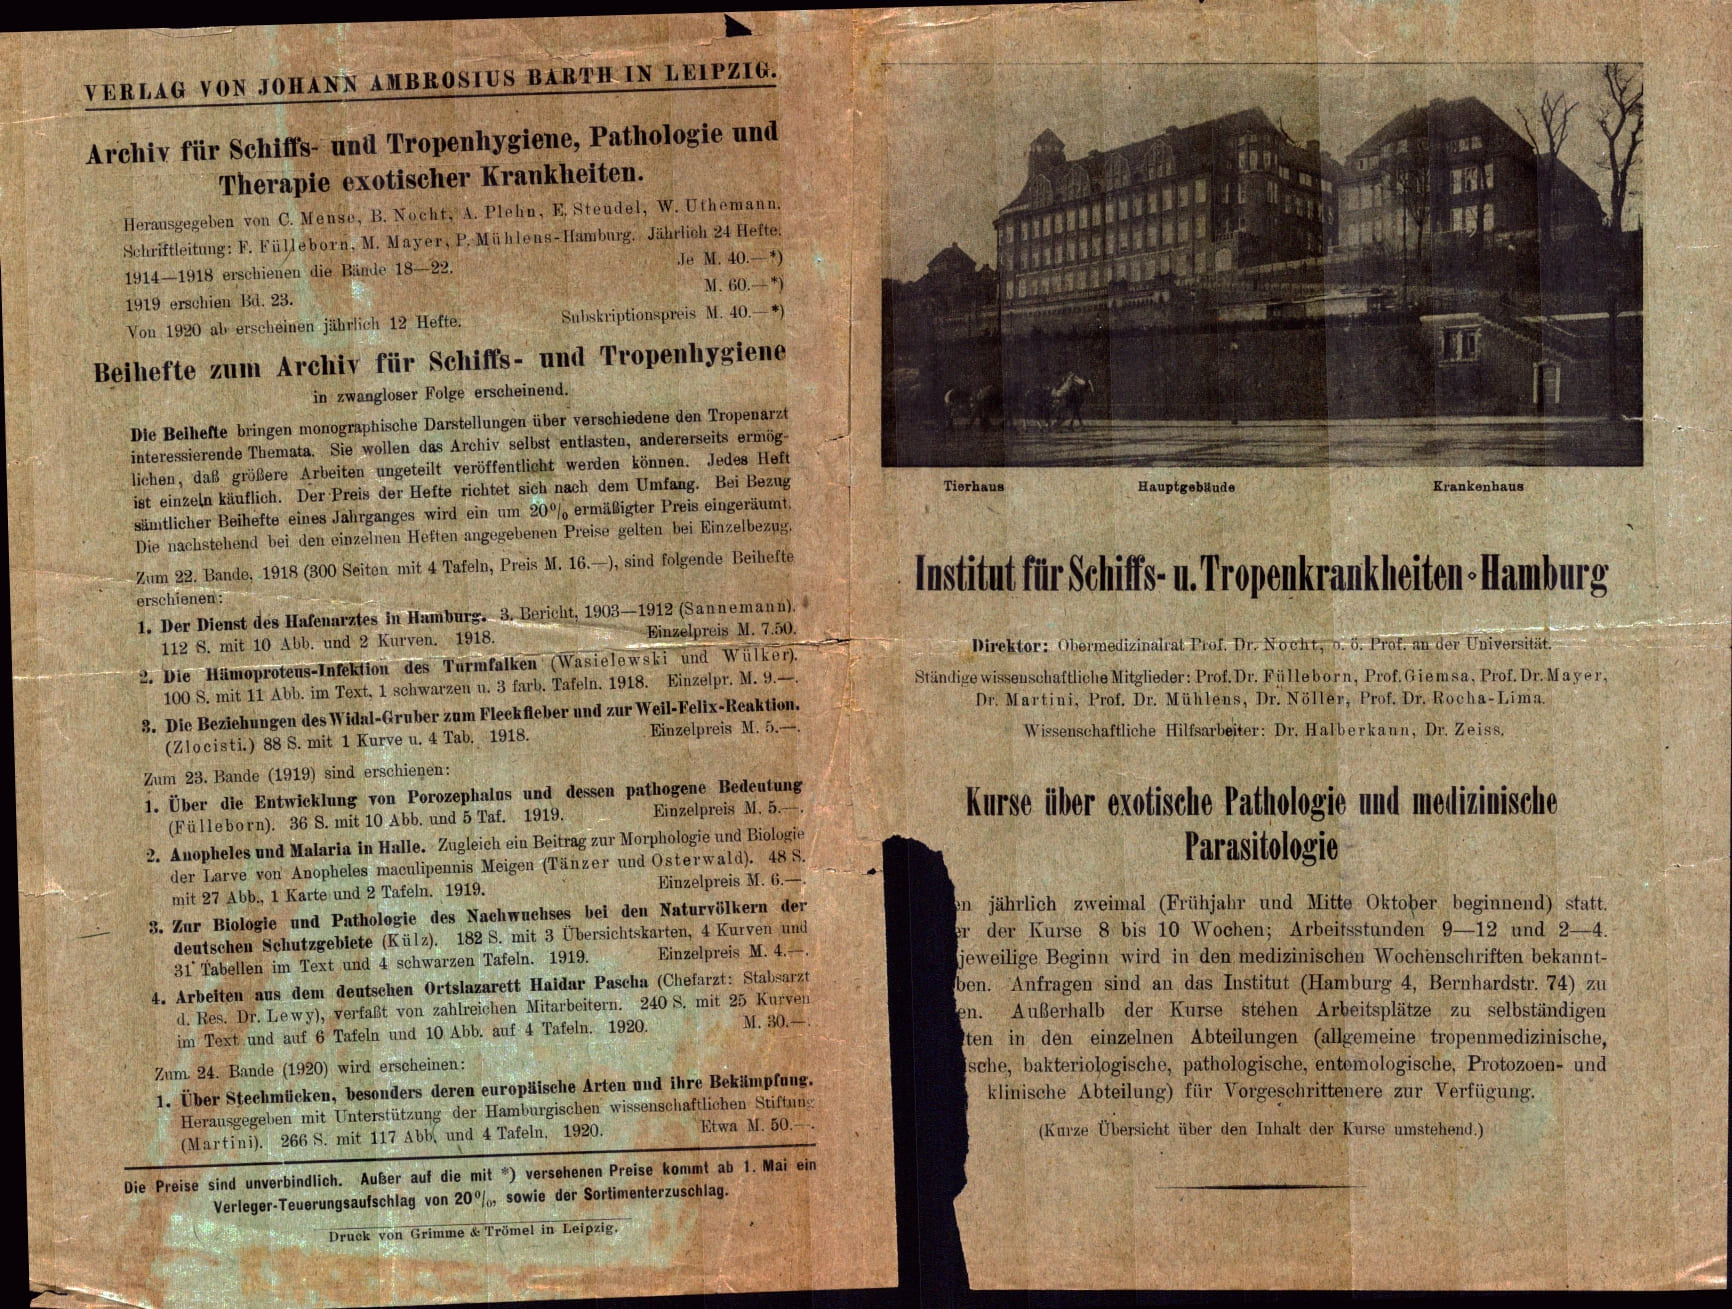 VERLAG VON JOHANN AMBROSIUS BARTH IN LEIPZIG.
Archiv für Schiffs- und Tropenhygiene, Pathologie und
Therapie exotischer Krankheiten.
Herausgegeben von C. Mense, B. Nocht, A. Plehn, E. Steudel, W. Uthemann.
Schriftleitung: F. Fülleborn, M. Mayer, P. Mühlens-Hamburg. Jährlich 24 Hefte.
1914—1918 erschienen die Bände 18—22. Je M. 40.—*)
1919 erschien Bd. 23. M. 60.—*)
Von 1920 ab erscheinen jährlich 12 Hefte. Subskriptionspreis M. 40.—*)
Beihefte zum Archiv für Schiffs- und Tropenhygiene
in zwangloser Folge erscheinend.
Die Beihefte bringen monographische Darstellungen über verschiedene den Tropenarzt
interessierende Themata. Sie wollen das Archiv selbst entlasten, andererseits ermög-
lichen, daß größere Arbeiten ungeteilt veröffentlicht werden können. Jedes Heft
ist einzeln käuflich. Der Preis der Hefte richtet sich nach dem Umfang. Bei Bezug
sämtlicher Beihefte eines Jahrganges wird ein um 20% ermäßigter Preis eingeräumt.
Die nachstehend bei den einzelnen Heften angegebenen Preise gelten bei Einzelbezug.
Zum 22. Bande, 1918 (300 Seiten mit 4 Tafeln, Preis M. 16.—), sind folgende Beihefte
erschienen:
1. Der Dienst des Hafenarztes in Hamburg. 3. Bericht, 1903—1912 (Sannemann).
112 S. mit 10 Abb. und 2 Kurven. 1918. Einzelpreis M. 7.50.
2. Die Hämoproteus-Infektion des Turmfalken (Wasielewski und Wülker).
100 S. mit 11 Abb. im Text, 1 schwarzen u. 3 farb. Tafeln. 1918. Einzelpr. M. 9.—.
3. Die Beziehungen des Widal-Gruber zum Fleckfieber und zur Weil-Felix-Reaktion.
(Zlocisti.) 88 S. mit 1 Kurve u. 4 Tab. 1918. Einzelpreis M. 5.—.
Zum 23. Bande (1919) sind erschienen:
1. Über die Entwicklung von Porozephalus und dessen pathogene Bedeutung
(Fülleborn). 36 S. mit 10 Abb. und 5 Taf. 1919. Einzelpreis M. 5.—.
2. Anopheles und Malaria in Halle. Zugleich ein Beitrag zur Morphologie und Biologie
der Larve von Anopheles maculipennis Meigen (Tänzer und Osterwald). 48 S.
mit 27 Abb., 1 Karte und 2 Tafeln. 1919. Einzelpreis M. 6.—.
3. Zur Biologie und Pathologie des Nachwuchses bei den Naturvölkern der
deutschen Schutzgebiete (Külz). 182 S. mit 3 Übersichtskarten, 4 Kurven und
31 Tabellen im Text und 4 schwarzen Tafeln. 1919. Einzelpreis M. 4.—.
4. Arbeiten aus dem deutschen Ortslazarett Haidar Pascha (Chefarzt: Stabsarzt
d. Res. Dr. Lewy), verfaßt von zahlreichen Mitarbeitern. 240 S. mit 25 Kurven
im Text und auf 6 Tafeln und 10 Abb. auf 4 Tafeln. 1920. M. 30.—.
Zum 24. Bande (1920) wird erscheinen:
1. Über Stechmücken, besonders deren europäische Arten und ihre Bekämpfung.
Herausgegeben mit Unterstützung der Hamburgischen wissenschaftlichen Stiftung
(Martini). 266 S. mit 117 Abb. und 4 Tafeln. 1920. Etwa M. 50.—.
Die Preise sind unverbindlich. Außer auf die mit *) versehenen Preise kommt ab 1. Mai ein
Verleger-Teuerungsaufschlag von 20%, sowie der Sortimenterzuschlag.
Druck von Grimme & Trömel in Leipzig.
Tierhaus Hauptgebäude Krankenhaus
Institut für Schiffs- u. Tropenkrankheiten · Hamburg
Direktor: Obermedizinalrat Prof. Dr. Nocht, o. ö. Prof. an der Universität.
Ständige wissenschaftliche Mitglieder: Prof. Dr. Fülleborn, Prof. Giemsa, Prof. Dr. Mayer,
Dr. Martini, Prof. Dr. Mühlens, Dr. Nöller, Prof. Dr. Rocha-Lima.
Wissenschaftliche Hilfsarbeiter: Dr. Halberkann, Dr. Zeiss.
Kurse über exotische Pathologie und medizinische
Parasitologie
en jährlich zweimal (Frühjahr und Mitte Oktober beginnend) statt.
er der Kurse 8 bis 10 Wochen; Arbeitsstunden 9—12 und 2—4.
jeweilige Beginn wird in den medizinischen Wochenschriften bekannt-
ben. Anfragen sind an das Institut (Hamburg 4, Bernhardstr. 74) zu
en. Außerhalb der Kurse stehen Arbeitsplätze zu selbständigen
ten in den einzelnen Abteilungen (allgemeine tropenmedizinische,
ische, bakteriologische, pathologische, entomologische, Protozoen- und
klinische Abteilung) für Vorgeschrittenere zur Verfügung.
(Kurze Übersicht über den Inhalt der Kurse umstehend.)